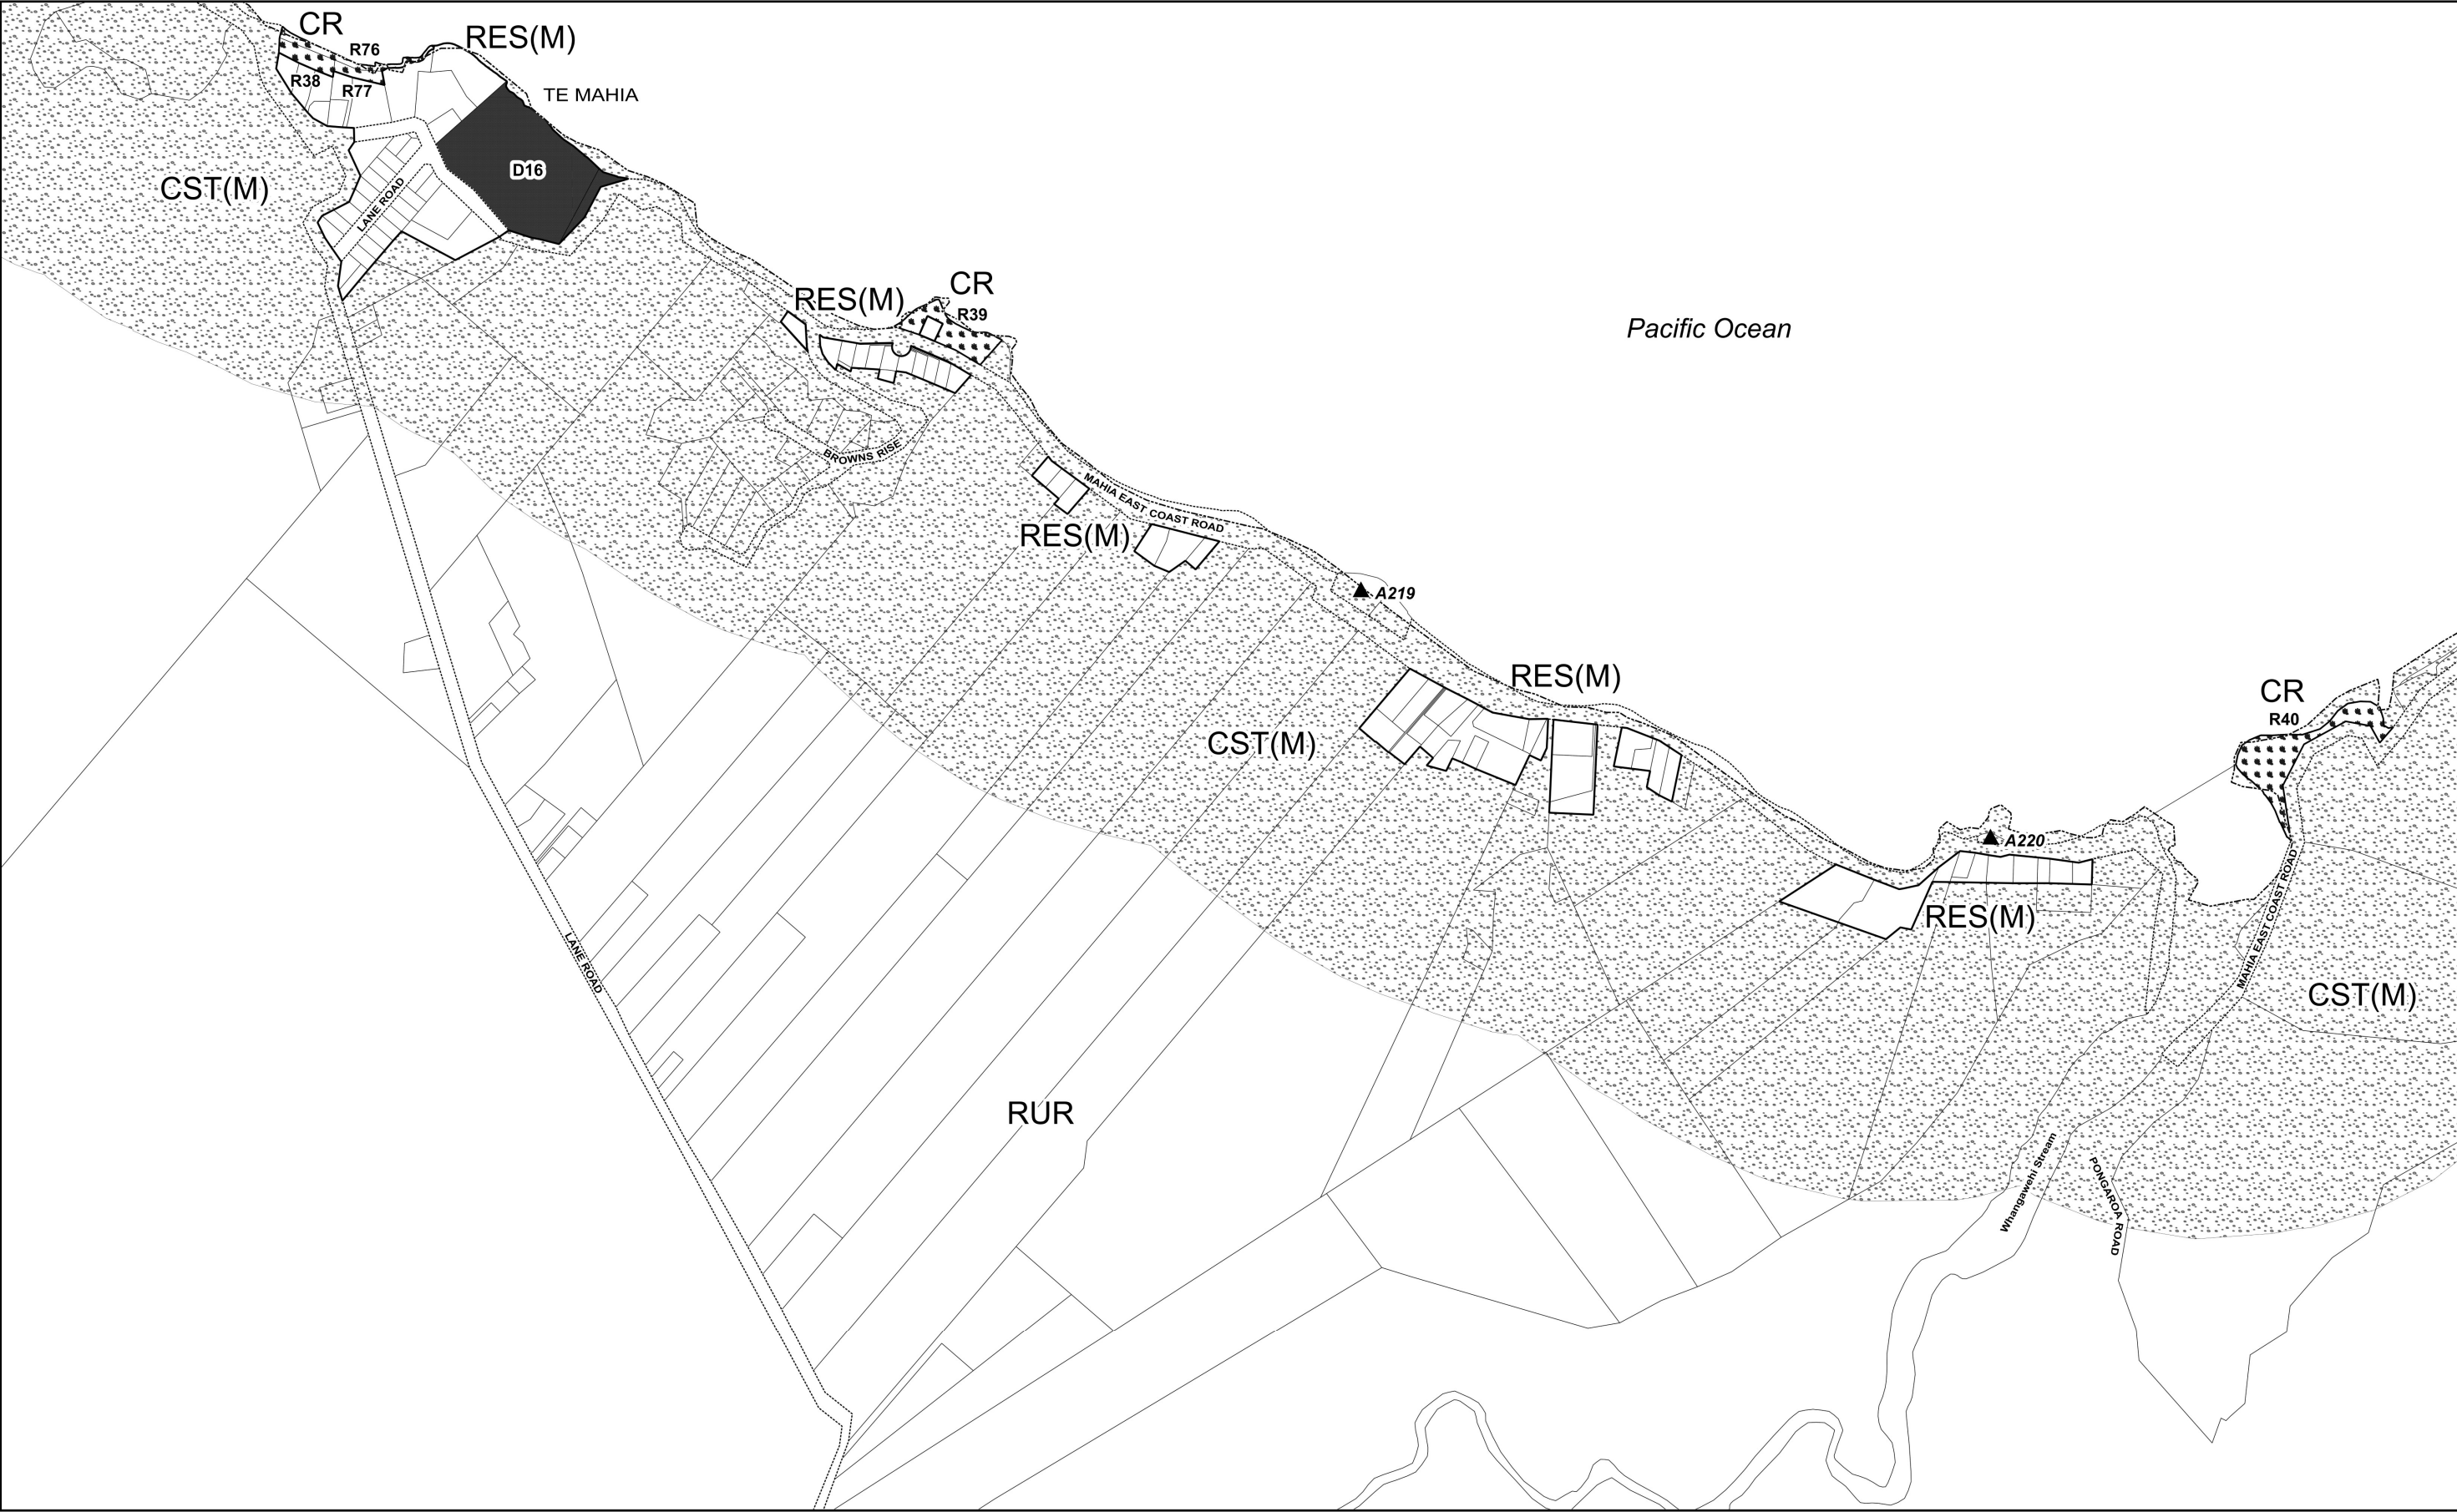 CR
RES(M)
R76
R38
R77
TE MAHIA
D16
CST(M)
LANE ROAD
CR
RES(M)
R39
Pacific Ocean
BROWNS RISE
MAHIA EAST COAST ROAD
RES(M)
A219
RES(M)
CR
R40
CST(M)
A220
MAHIA EAST COAST ROAD
RES(M)
LANE ROAD
CST(M)
RUR
Whangawehi Stream
PONGAROA ROAD